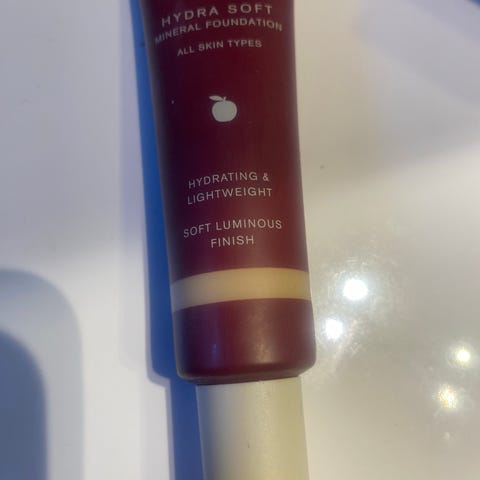 HYDRA SOFT
MINERAL FOUNDATION
ALL SKIN TYPES
HYDRATING &
LIGHTWEIGHT
SOFT LUMINOUS
FINISH